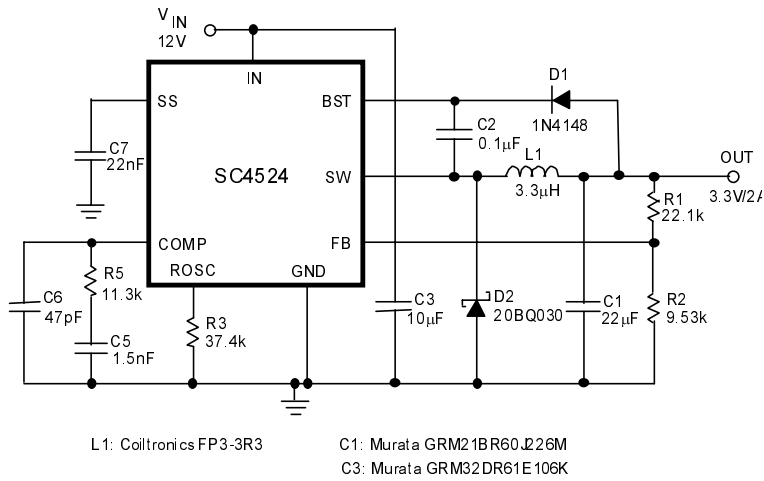 V IN
12V
IN
SS
BST
D1
1N4148
C7
22nF
C2
0.1µF
L1
3.3µH
SC4524
SW
OUT
3.3V/2A
R1
22.1k
COMP
FB
ROSC
GND
R5
11.3k
C6
47pF
C5
1.5nF
R3
37.4k
C3
10µF
D2
20BQ030
C1
22µF
R2
9.53k
L1: Coiltronics FP3-3R3
C1: Murata GRM21BR60J226M
C3: Murata GRM32DR61E106K